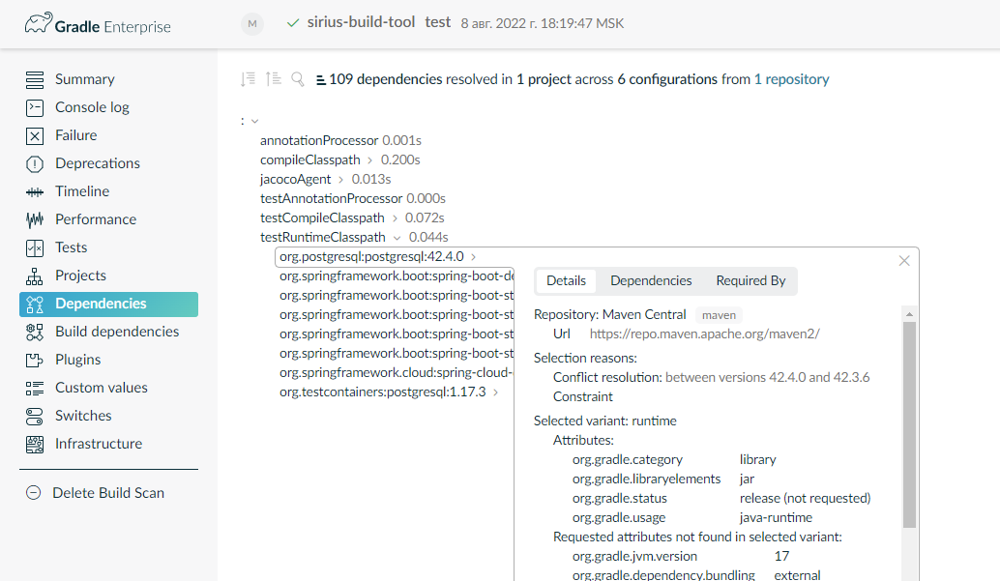 Gradle Enterprise
M
sirius-build-tool test 8 авг. 2022 г. 18:19:47 MSK
Summary
Console log
Failure
Deprecations
Timeline
Performance
Tests
Projects
Dependencies
Build dependencies
Plugins
Custom values
Switches
Infrastructure
Delete Build Scan
109 dependencies resolved in 1 project across 6 configurations from 1 repository
:
annotationProcessor 0.001s
compileClasspath 0.200s
jacocoAgent 0.013s
testAnnotationProcessor 0.000s
testCompileClasspath 0.072s
testRuntimeClasspath 0.044s
org.postgresql:postgresql:42.4.0
org.springframework.boot:spring-boot-de
org.springframework.boot:spring-boot-st
org.springframework.boot:spring-boot-st
org.springframework.boot:spring-boot-st
org.springframework.boot:spring-boot-st
org.springframework.cloud:spring-cloud-
org.testcontainers:postgresql:1.17.3
Details Dependencies Required By
Repository: Maven Central maven
Url https://repo.maven.apache.org/maven2/
Selection reasons:
Conflict resolution: between versions 42.4.0 and 42.3.6
Constraint
Selected variant: runtime
Attributes:
org.gradle.category library
org.gradle.libraryelements jar
org.gradle.status release (not requested)
org.gradle.usage java-runtime
Requested attributes not found in selected variant:
org.gradle.jvm.version 17
org.gradle.dependency.bundling external